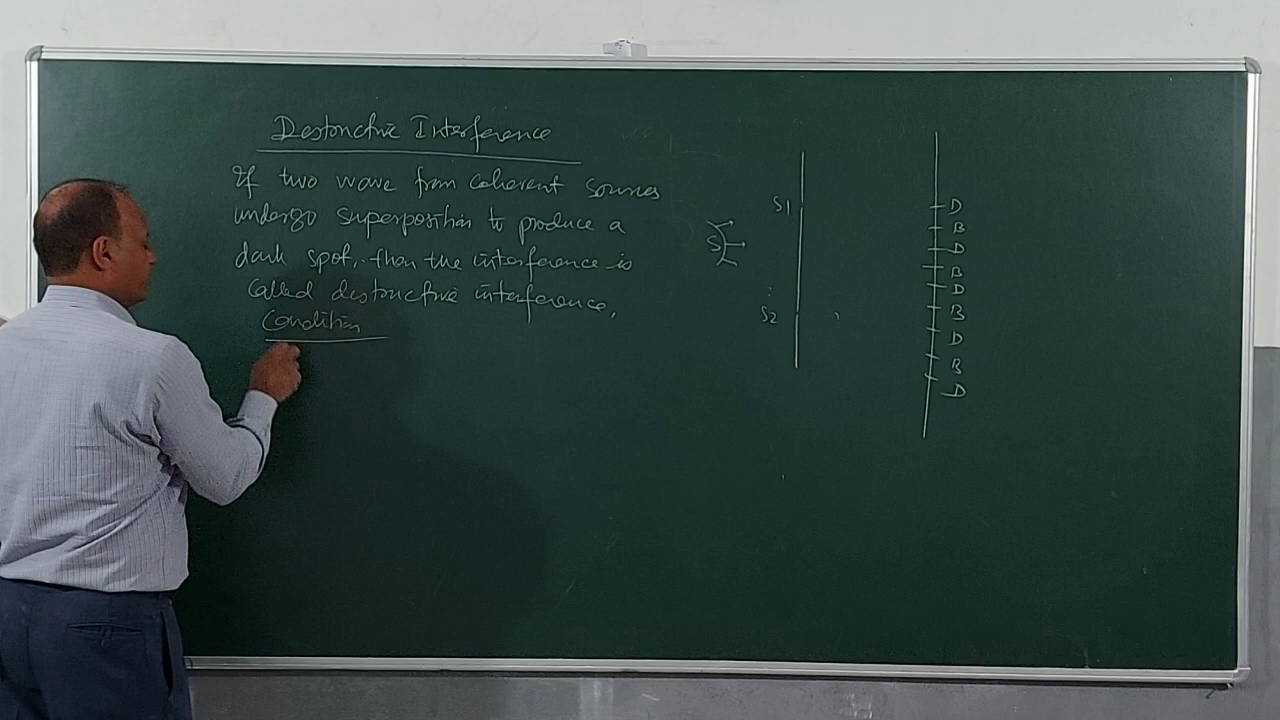 Destructive Interference
If two wave from coherent sources
undergo superposition to produce a
dark spot, then the interference is
called destructive interference,
Condition
S1
S
S2
D
B
D
B
D
B
D
B
D